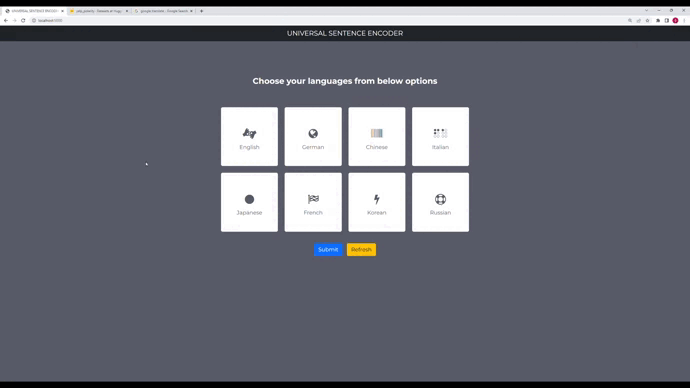 UNIVERSAL SENTENCE ENCODER
Choose your languages from below options
English
German
Chinese
Italian
Japanese
French
Korean
Russian
Submit
Refresh